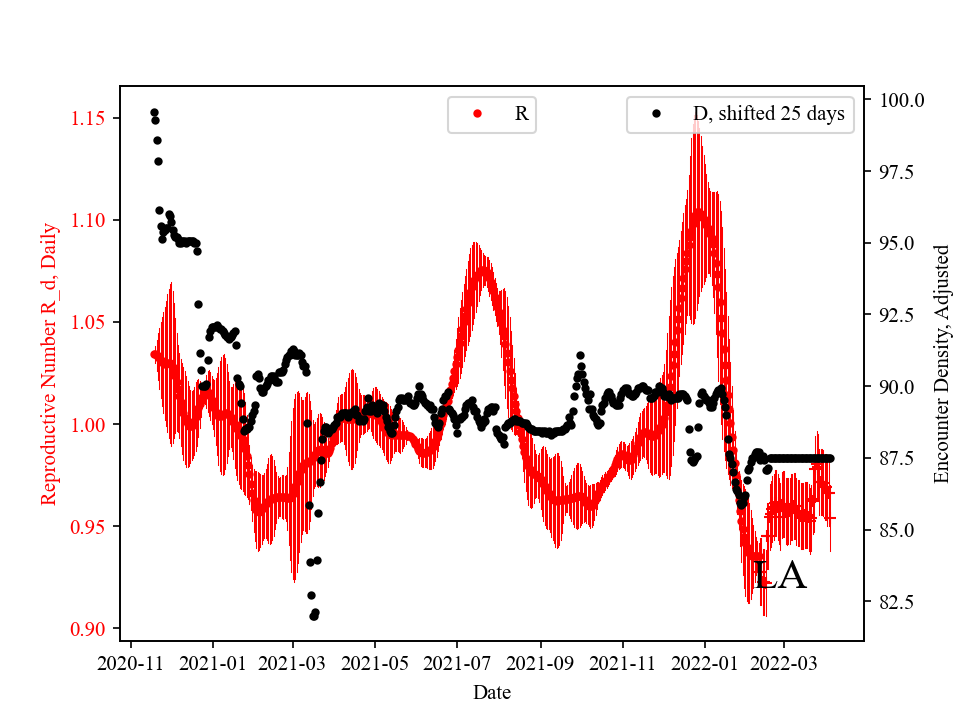 R
D, shifted 25 days
Reproductive Number R_d, Daily
1.15
1.10
1.05
1.00
0.95
0.90
100.0
97.5
95.0
92.5
90.0
87.5
85.0
82.5
Encounter Density, Adjusted
LA
2020-11 2021-01 2021-03 2021-05 2021-07 2021-09 2021-11 2022-01 2022-03
Date